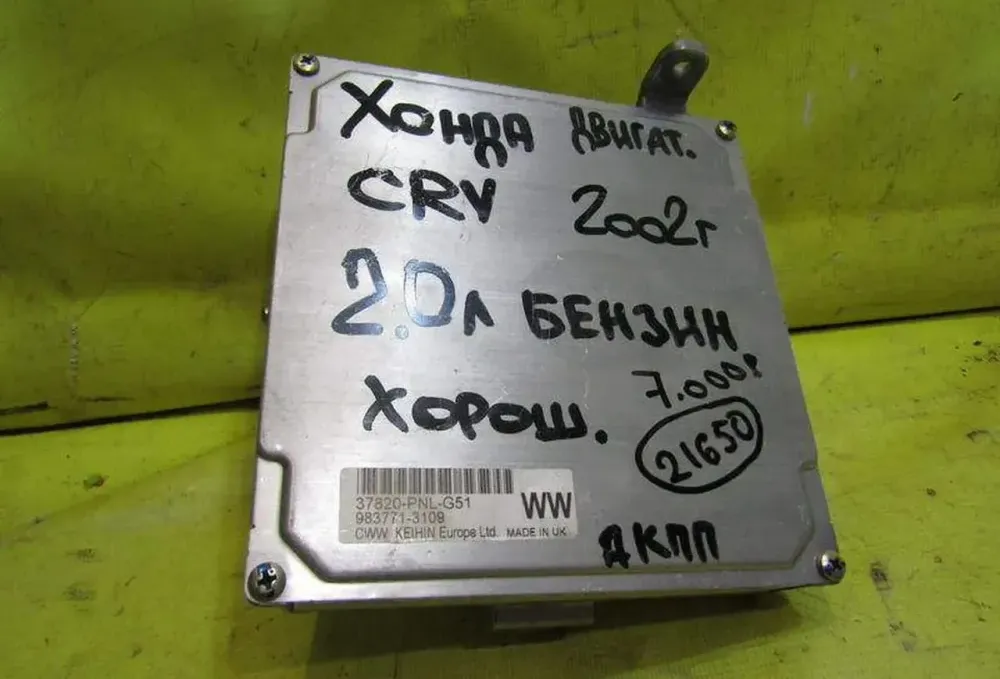 ХОНДА ДВИГАТ.
CRV 2002г
2.0л БЕНЗИН
ХОРОШ. 7.000р
21650
37820-PNL-G51 WW
983771-3109
CWW KEIHIN Europe Ltd. MADE IN UK
АКПП